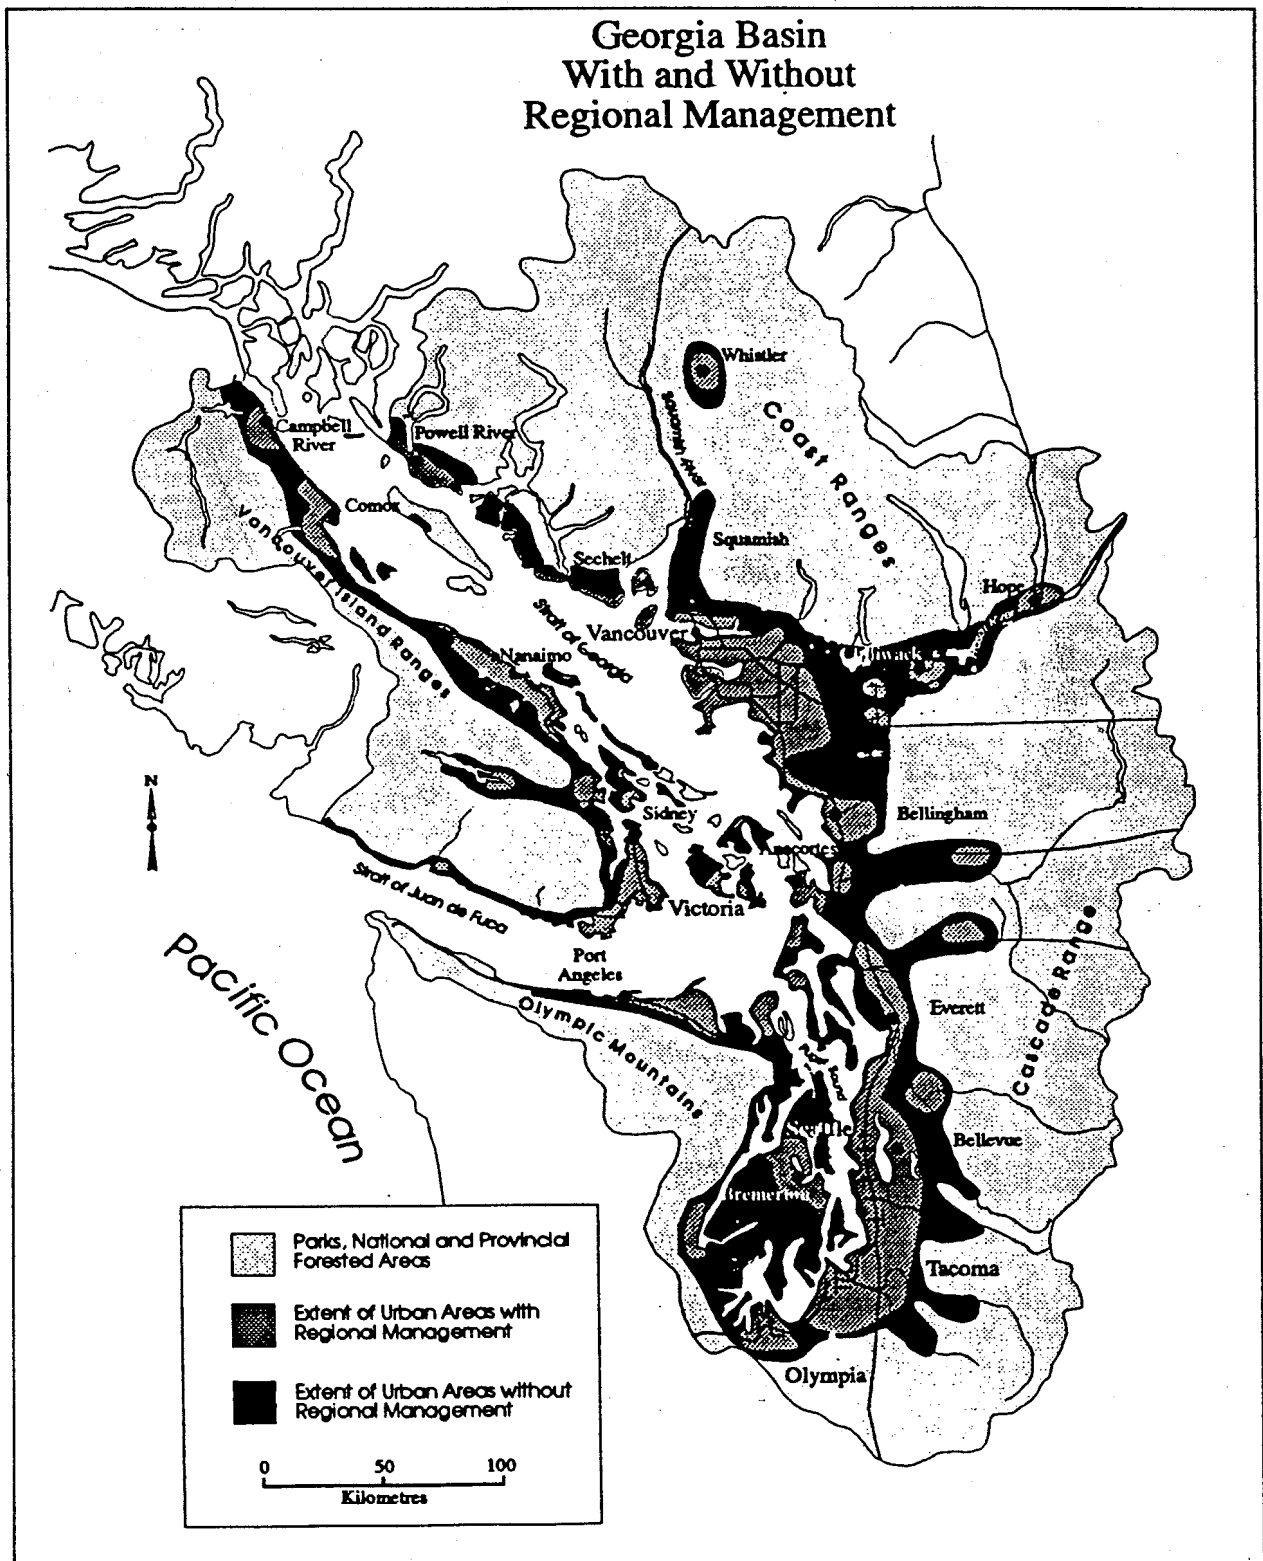 Georgia Basin
With and Without
Regional Management
Whistler
Squamish River
Coast Ranges
Campbell
River
Powell River
Comox
Squamish
Sechelt
Hope
Vancouver Island Ranges
Strait of Georgia
Vancouver
Nanaimo
N
Sidney
Bellingham
Anacortes
Strait of Juan de Fuca
Victoria
Cascade Range
Pacific Ocean
Port
Angeles
Olympic Mountains
Everett
Puget Sound
Seattle
Bellevue
Bremerton
Tacoma
Olympia
Parks, National and Provincial
Forested Areas
Extent of Urban Areas with
Regional Management
Extent of Urban Areas without
Regional Management
0 50 100
Kilometres